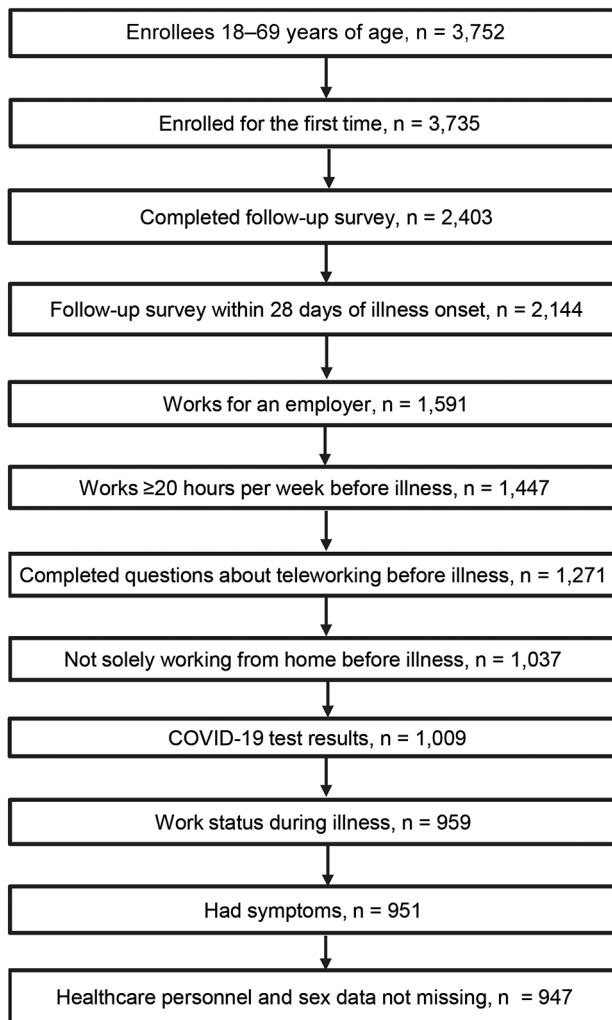 Enrollees 18–69 years of age, n = 3,752
Enrolled for the first time, n = 3,735
Completed follow-up survey, n = 2,403
Follow-up survey within 28 days of illness onset, n = 2,144
Works for an employer, n = 1,591
Works ≥20 hours per week before illness, n = 1,447
Completed questions about teleworking before illness, n = 1,271
Not solely working from home before illness, n = 1,037
COVID-19 test results, n = 1,009
Work status during illness, n = 959
Had symptoms, n = 951
Healthcare personnel and sex data not missing, n = 947